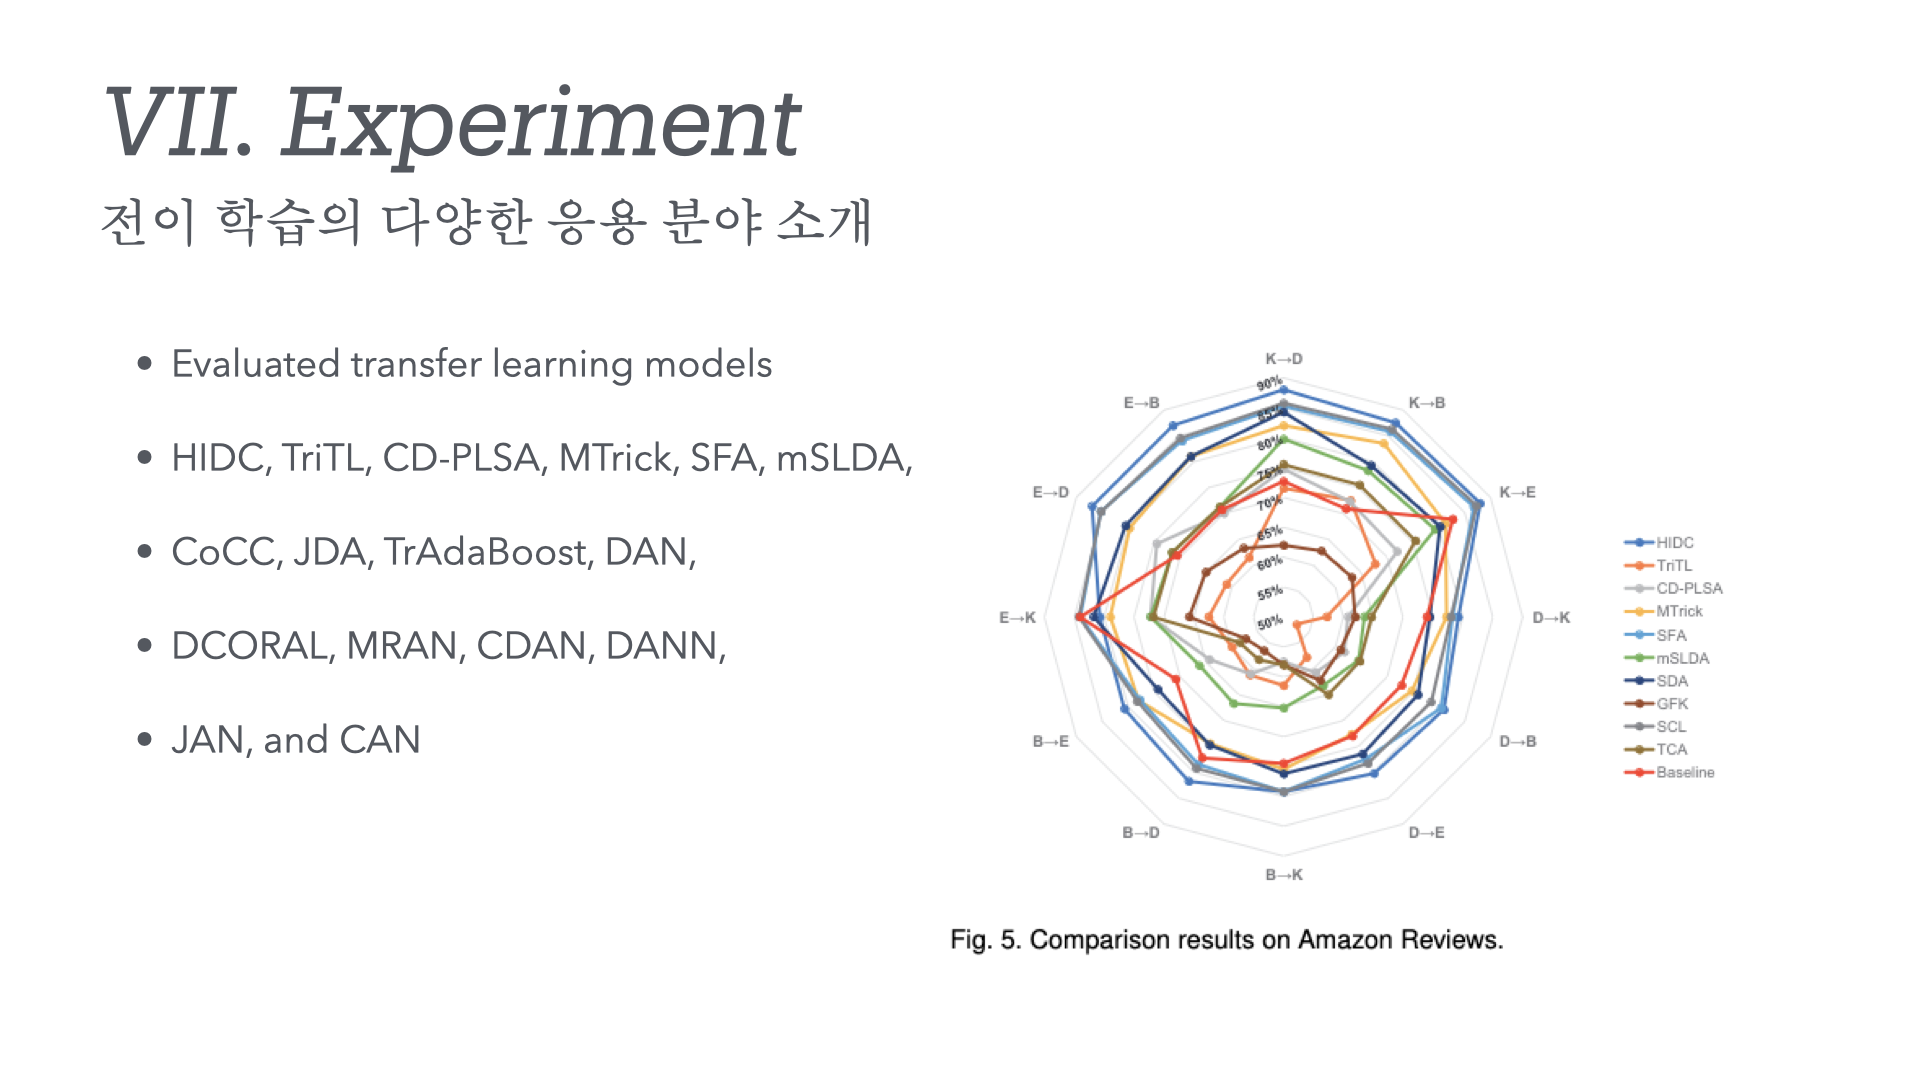 VII. Experiment
전이 학습의 다양한 응용 분야 소개
• Evaluated transfer learning models
• HIDC, TriTL, CD-PLSA, MTrick, SFA, mSLDA,
• CoCC, JDA, TrAdaBoost, DAN,
• DCORAL, MRAN, CDAN, DANN,
• JAN, and CAN
K→D
K→B
K→E
D→K
D→B
D→E
B→K
B→D
B→E
E→K
E→D
E→B
90%
85%
80%
75%
70%
65%
60%
55%
50%
HIDC
TriTL
CD-PLSA
MTrick
SFA
mSLDA
SDA
GFK
SCL
TCA
Baseline
Fig. 5. Comparison results on Amazon Reviews.